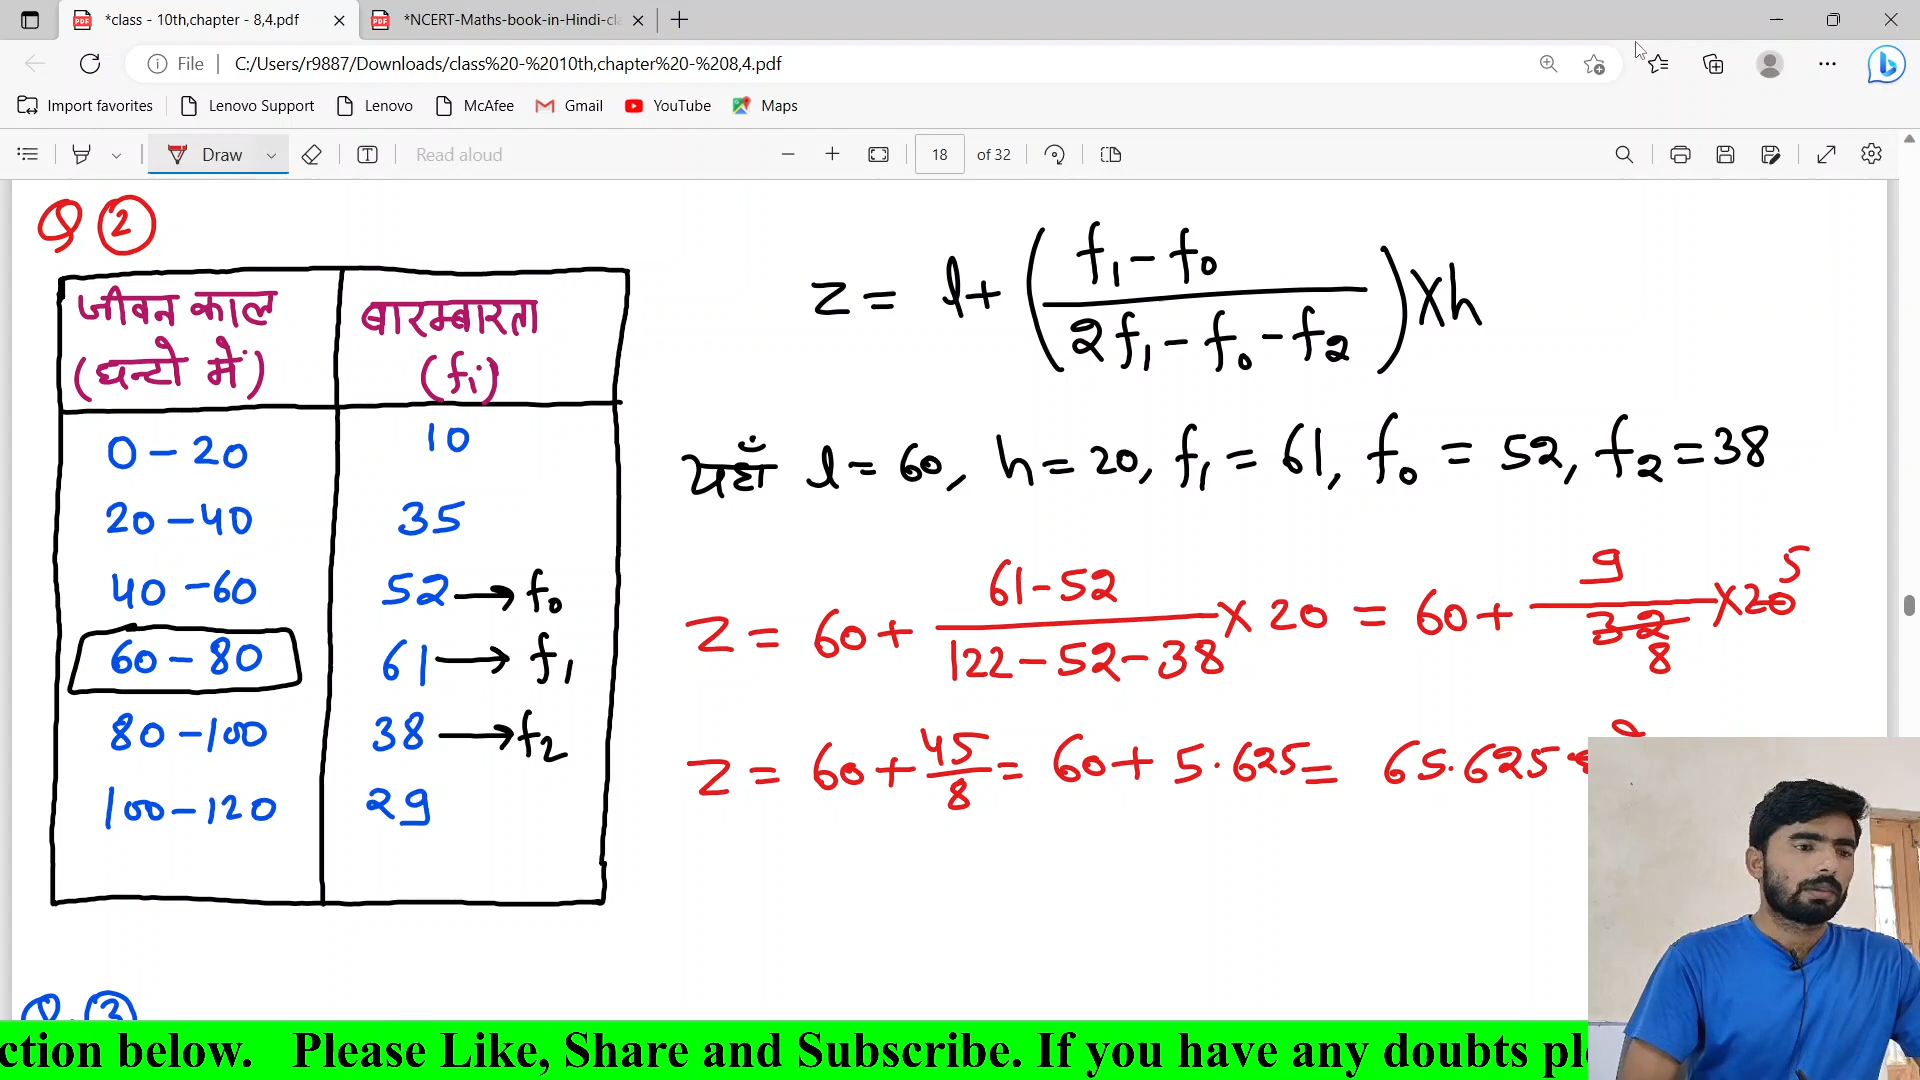 *class - 10th,chapter - 8,4.pdf
*NCERT-Maths-book-in-Hindi-cla
File C:/Users/r9887/Downloads/class%20-%2010th,chapter%20-%208,4.pdf
Import favorites Lenovo Support Lenovo McAfee Gmail YouTube Maps
Draw Read aloud 18 of 32
Q 2
जीवन काल (घन्टो में) बारम्बारता (fi)
0 - 20 10
20 - 40 35
40 - 60 52 → f₀
60 - 80 61 → f₁
80 - 100 38 → f₂
100 - 120 29
z = l + ( f₁ - f₀ / 2f₁ - f₀ - f₂ ) × h
यहाँ l = 60, h = 20, f₁ = 61, f₀ = 52, f₂ = 38
z = 60 + 61 - 52 / 122 - 52 - 38 × 20 = 60 + 9 / 32 8 × 20 5
z = 60 + 45/8 = 60 + 5.625 = 65.625
Q. 3
ction below. Please Like, Share and Subscribe. If you have any doubts pl